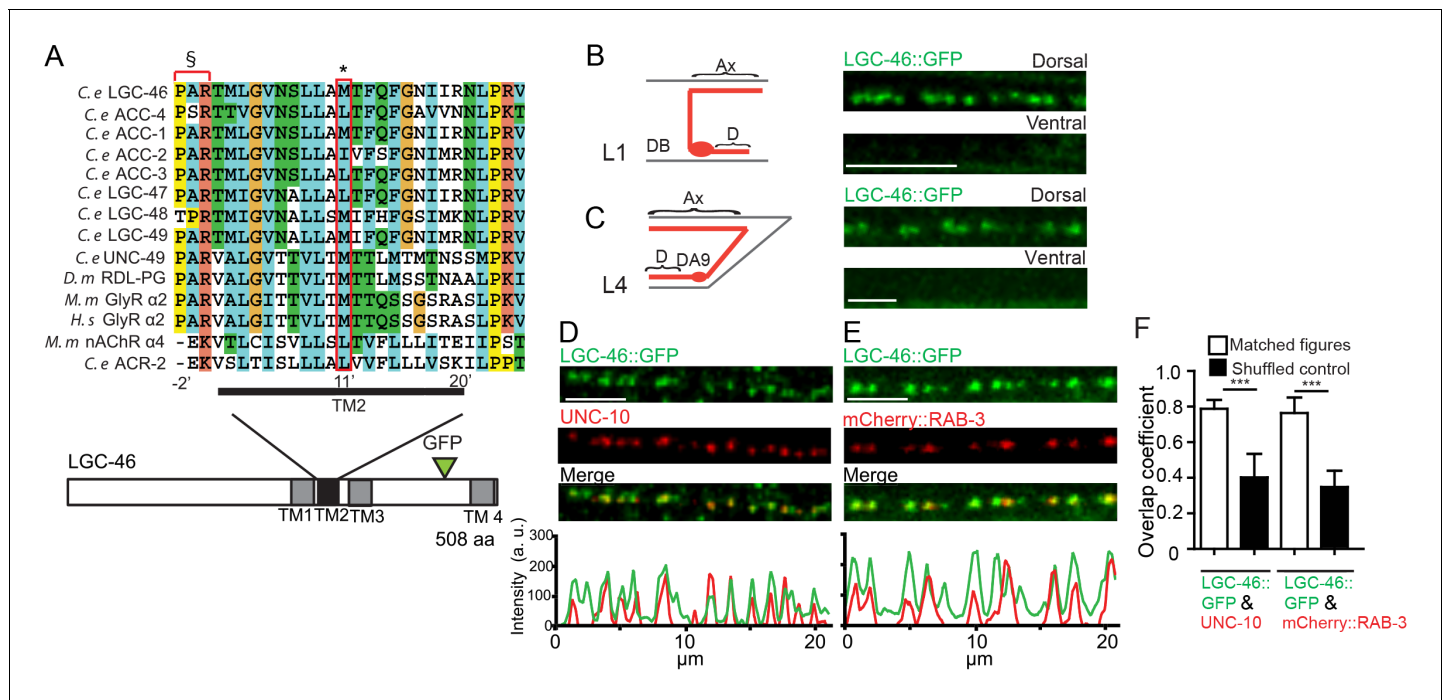 A
§
*
C.e LGC-46 PARTMLGVNSLLAMTFQFGNIIRNLPRV
C.e ACC-4 PSRTTVGVNSLLALTFQFGAVVNNLPKT
C.e ACC-1 PARTMLGVNSLLAMTFQFGNIIRNLPRV
C.e ACC-2 PARTMLGVNSLLAIVFSFGNIMRNLPRV
C.e ACC-3 PARTMLGVNSLLALTFQFGNIMRNLPRV
C.e LGC-47 PARTMLGVNALLALTFQFGNIIRNLPRV
C.e LGC-48 TPRTMIGVNALLSMIFHFGSIMKNLPRV
C.e LGC-49 PARTMLGVNALLAMIFQFGNIMRNLPRV
C.e UNC-49 PARVALGVTTVLTMTTLMTMTNSSMPKV
D.m RDL-PG PARVALGVTTVLTMTTLMSSTNAALPKI
M.m GlyR α2 PARVALGITTVLTMTTQSSGSRASLPKV
H.s GlyR α2 PARVALGITTVLTMTTQSSGSRASLPKV
M.m nAChR α4 -EKVTLCISVLLSLTVFLLLITEIIPST
C.e ACR-2 -EKVSLTISLLLALVVFLLLVSKILPPT
-2’ 11’ 20’
TM2
LGC-46
GFP
TM1 TM2 TM3 TM 4
508 aa
B
Ax
DB
D
L1
LGC-46::GFP Dorsal
Ventral
C
Ax
D
DA9
L4
LGC-46::GFP Dorsal
Ventral
D
LGC-46::GFP
UNC-10
Merge
Intensity (a. u.)
300
200
100
0
0 10 20
µm
E
LGC-46::GFP
mCherry::RAB-3
Merge
0 10 20
µm
F
Matched figures
Shuffled control
*** ***
Overlap coefficient
1.0
0.8
0.6
0.4
0.2
0
LGC-46::
GFP &
UNC-10
LGC-46::
GFP &
mCherry::RAB-3